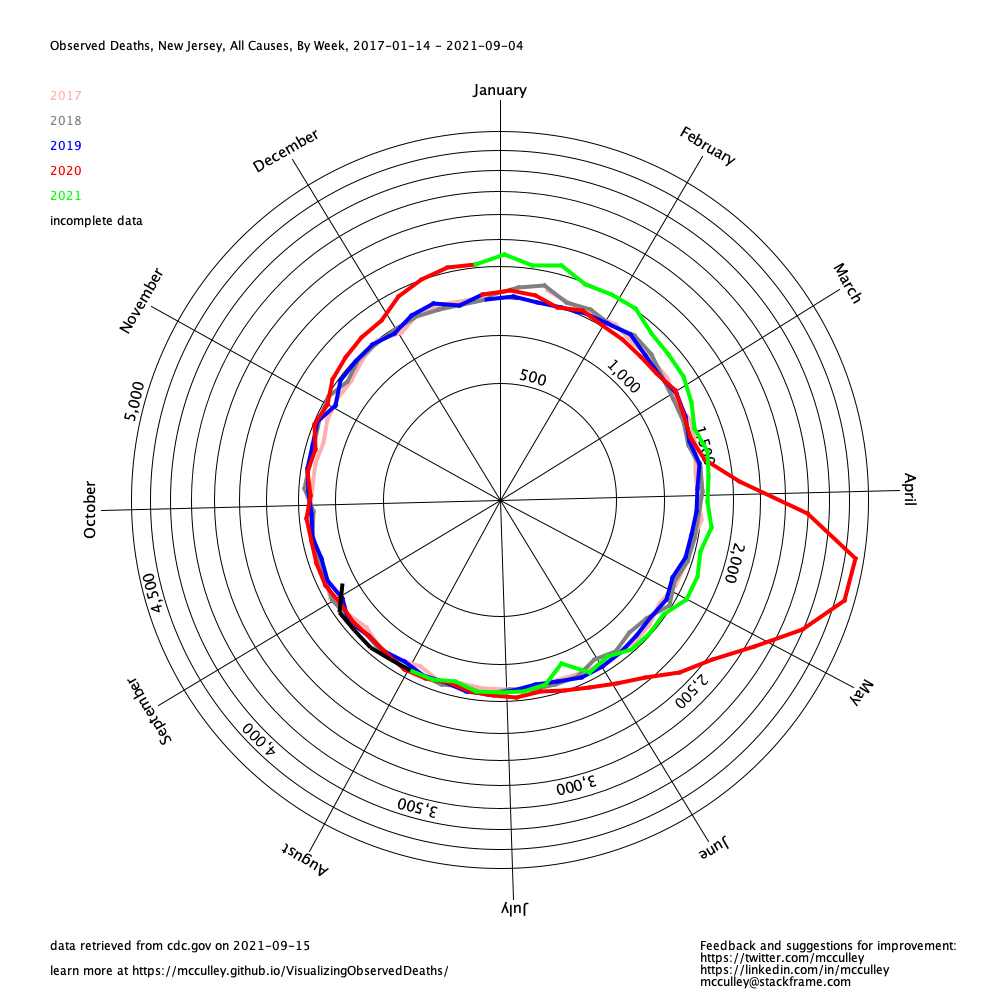 Observed Deaths, New Jersey, All Causes, By Week, 2017-01-14 - 2021-09-04
2017
2018
2019
2020
2021
incomplete data
January
February
March
April
May
June
July
August
September
October
November
December
500
1,000
1,500
2,000
2,500
3,000
3,500
4,000
4,500
5,000
data retrieved from cdc.gov on 2021-09-15
learn more at https://mcculley.github.io/VisualizingObservedDeaths/
Feedback and suggestions for improvement:
https://twitter.com/mcculley
https://linkedin.com/in/mcculley
mcculley@stackframe.com